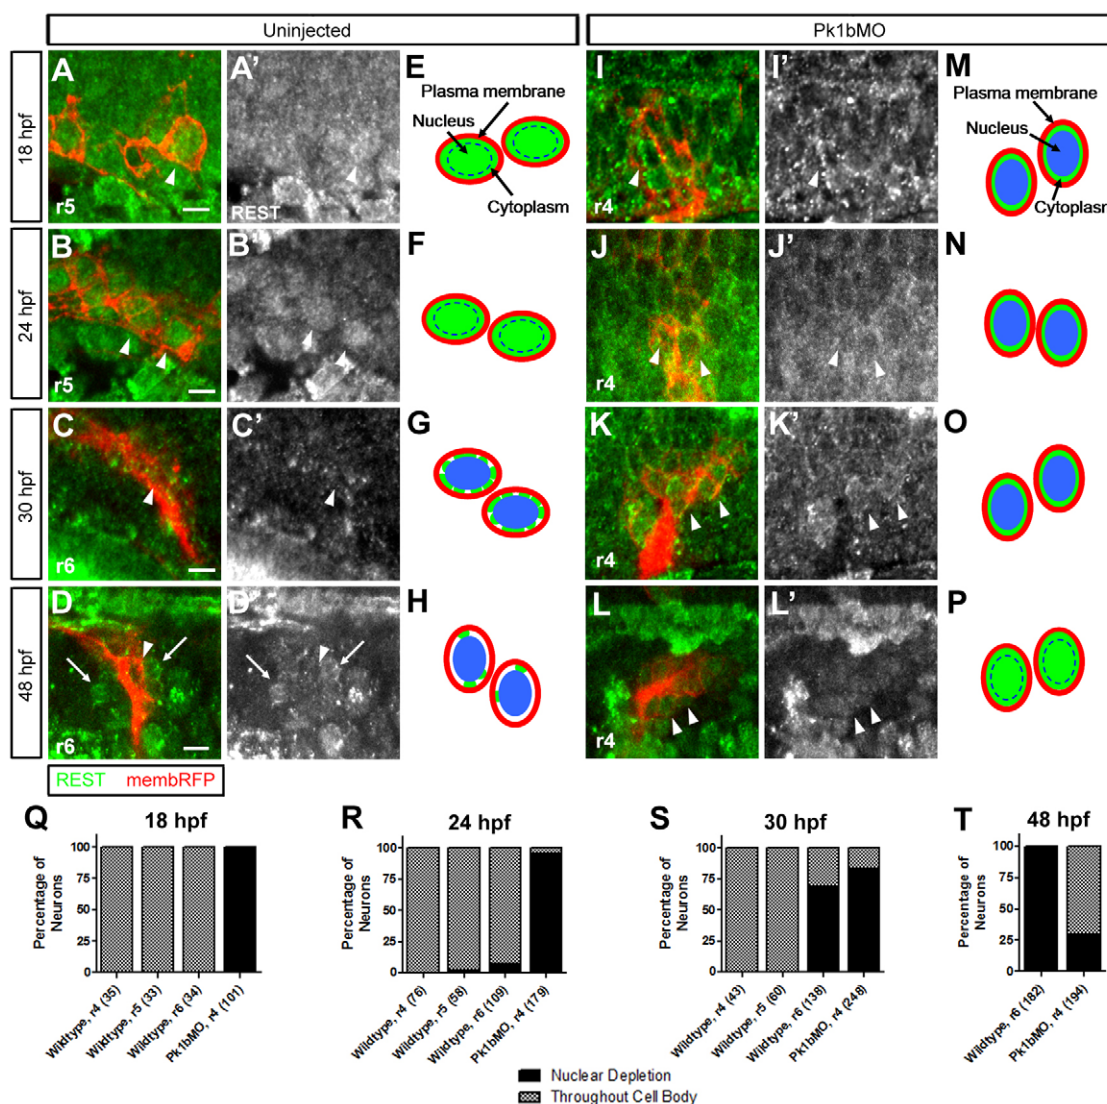 Uninjected
Pk1bMO
18 hpf
A
r5
A'
REST
E
Plasma membrane
Nucleus
Cytoplasm
I
r4
I'
M
Plasma membrane
Nucleus
Cytoplasm
24 hpf
B
r5
B'
F
J
r4
J'
N
30 hpf
C
r6
C'
G
K
r4
K'
O
48 hpf
D
r6
D'
H
L
r4
L'
P
REST membRFP
Q
18 hpf
Percentage of
Neurons
100
75
50
25
0
Wildtype, r4 (35)
Wildtype, r5 (33)
Wildtype, r6 (34)
Pk1bMO, r4 (101)
R
24 hpf
Percentage of
Neurons
100
75
50
25
0
Wildtype, r4 (76)
Wildtype, r5 (58)
Wildtype, r6 (109)
Pk1bMO, r4 (179)
S
30 hpf
Percentage of
Neurons
100
75
50
25
0
Wildtype, r4 (43)
Wildtype, r5 (60)
Wildtype, r6 (138)
Pk1bMO, r4 (248)
T
48 hpf
Percentage of
Neurons
100
75
50
25
0
Wildtype, r6 (182)
Pk1bMO, r4 (194)
Nuclear Depletion
Throughout Cell Body